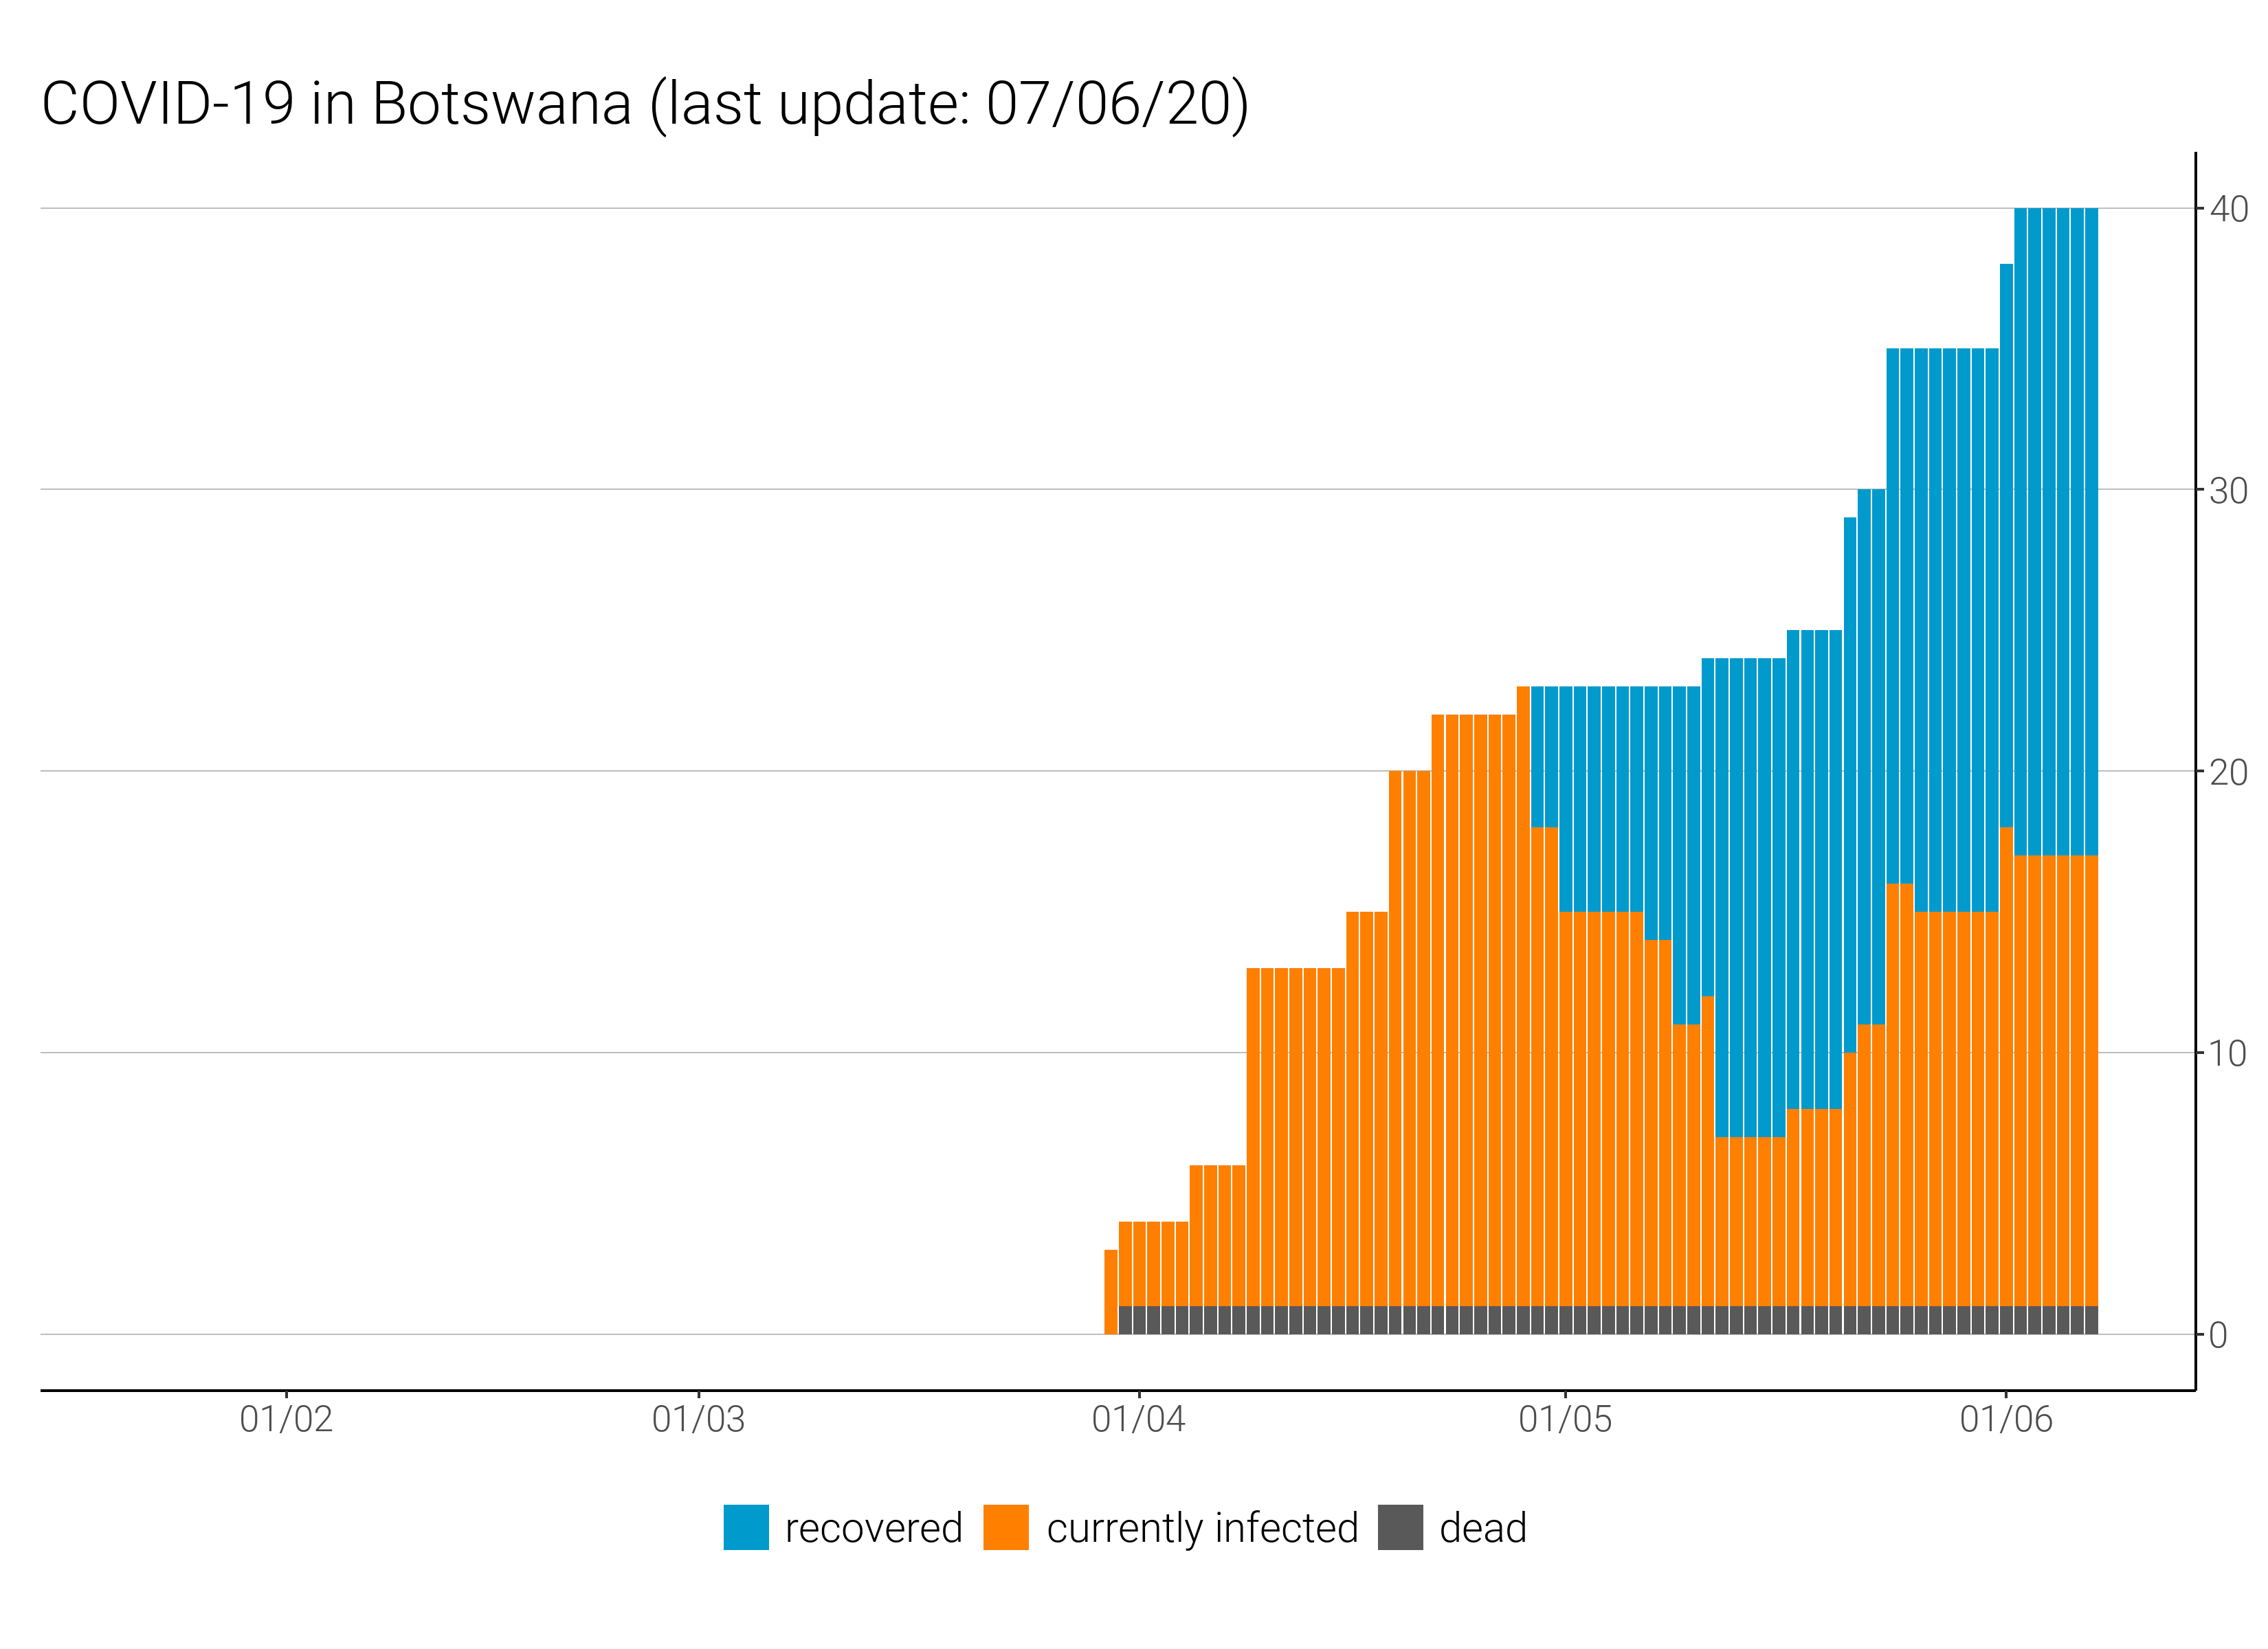 COVID-19 in Botswana (last update: 07/06/20)
40
30
20
10
0
01/02 01/03 01/04 01/05 01/06
recovered currently infected dead